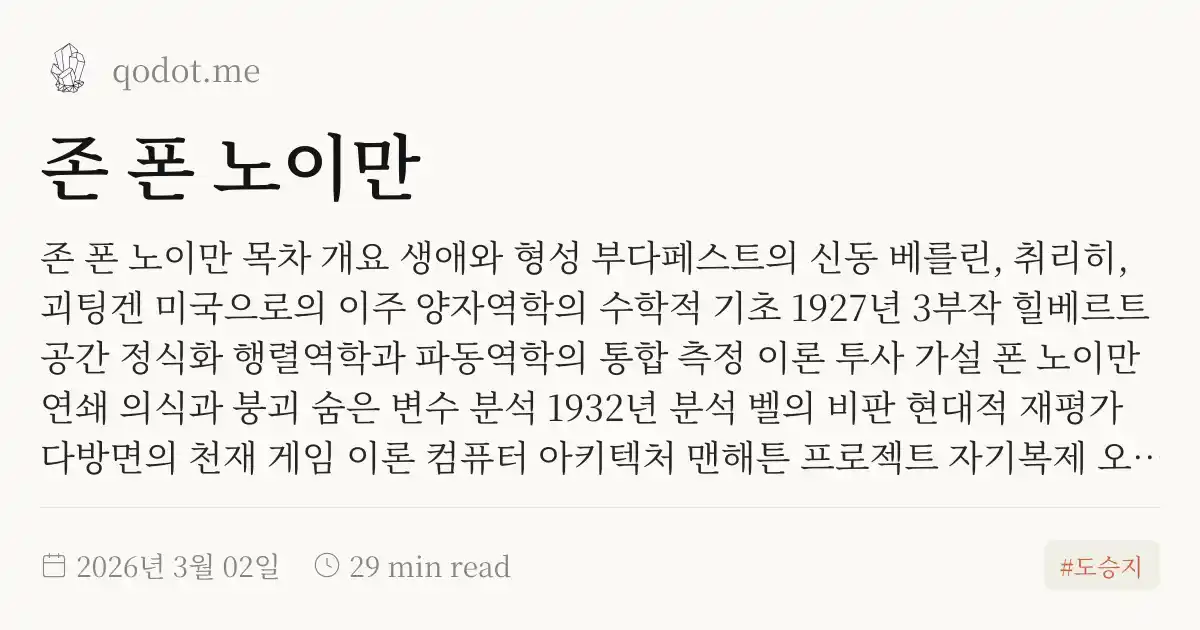 qodot.me
존 폰 노이만
존 폰 노이만 목차 개요 생애와 형성 부다페스트의 신동 베를린, 취리히,
괴팅겐 미국으로의 이주 양자역학의 수학적 기초 1927년 3부작 힐베르트
공간 정식화 행렬역학과 파동역학의 통합 측정 이론 투사 가설 폰 노이만
연쇄 의식과 붕괴 숨은 변수 분석 1932년 분석 벨의 비판 현대적 재평가
다방면의 천재 게임 이론 컴퓨터 아키텍처 맨해튼 프로젝트 자기복제 오…
2026년 3월 02일
29 min read
#도승지